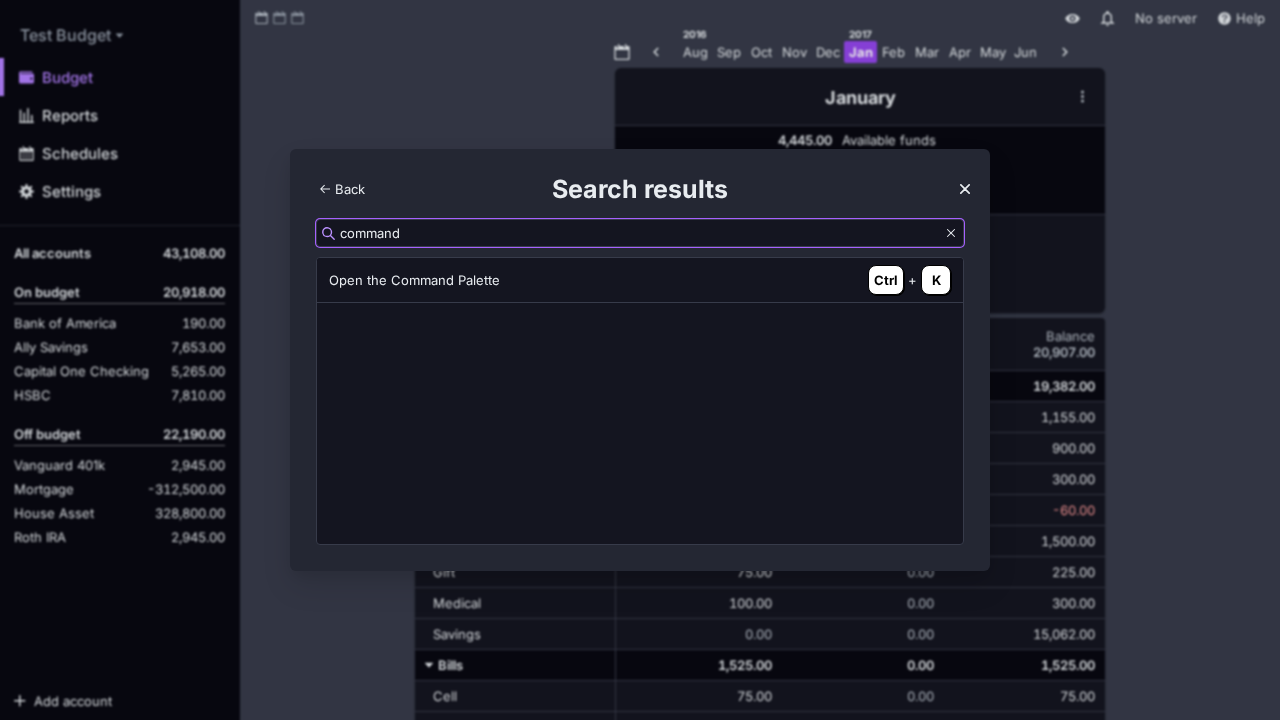 Test Budget
Budget
Reports
Schedules
Settings
All accounts 43,108.00
On budget 20,918.00
Bank of America 190.00
Ally Savings 7,653.00
Capital One Checking 5,265.00
HSBC 7,810.00
Off budget 22,190.00
Vanguard 401k 2,945.00
Mortgage -312,500.00
House Asset 328,800.00
Roth IRA 2,945.00
Add account
No server
Help
2016 2017
Aug Sep Oct Nov Dec Jan Feb Mar Apr May Jun
January
4,445.00 Available funds
Back
Search results
command
Open the Command Palette Ctrl + K
Balance
20,907.00
19,382.00
1,155.00
900.00
300.00
-60.00
1,500.00
Gift 75.00 0.00 225.00
Medical 100.00 0.00 300.00
Savings 0.00 0.00 15,062.00
Bills 1,525.00 0.00 1,525.00
Cell 75.00 0.00 75.00